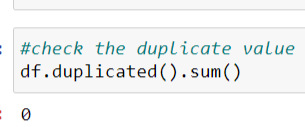 #check the duplicate value
df.duplicated().sum()
0